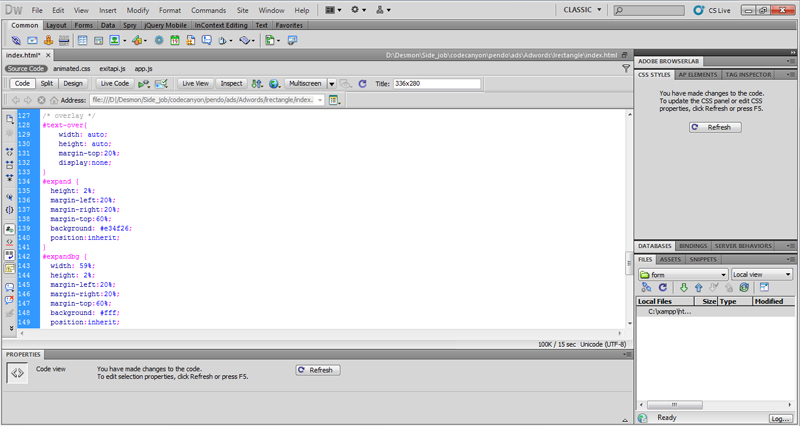 Dw File Edit View Insert Modify Format Commands Site Window Help CLASSIC CS Live
Common Layout Forms Data Spry jQuery Mobile InContext Editing Text Favorites
index.html* × D:\Desmon\Side_job\codecanyon\pendo\ads\Adwords\lrectangle\index.html
Source Code animated.css exitapi.js app.js
Code Split Design Live Code Live View Inspect Multiscreen Title: 336x280
Address: file:///D|/Desmon/Side_job/codecanyon/pendo/ads/Adwords/lrectangle/index.
127 /* overlay */
128 #text-over{
129 width: auto;
130 height: auto;
131 margin-top:20%;
132 display:none;
133 }
134 #expand {
135 height: 2%;
136 margin-left:20%;
137 margin-right:20%;
138 margin-top:60%;
139 background: #e34f26;
140 position:inherit;
141 }
142 #expandbg {
143 width: 59%;
144 height: 2%;
145 margin-left:20%;
146 margin-right:20%;
147 margin-top:60%;
148 background: #fff;
149 position:inherit;
100K / 15 sec Unicode (UTF-8)
PROPERTIES
Code view You have made changes to the code.
To edit selection properties, click Refresh or press F5.
Refresh
ADOBE BROWSERLAB
CSS STYLES AP ELEMENTS TAG INSPECTOR
You have made changes to the code.
To update the CSS panel or edit CSS
properties, click Refresh or press F5.
Refresh
DATABASES BINDINGS SERVER BEHAVIORS
FILES ASSETS SNIPPETS
form Local view
Local Files Size Type Modified
C:\xampp\ht...
Ready Log...